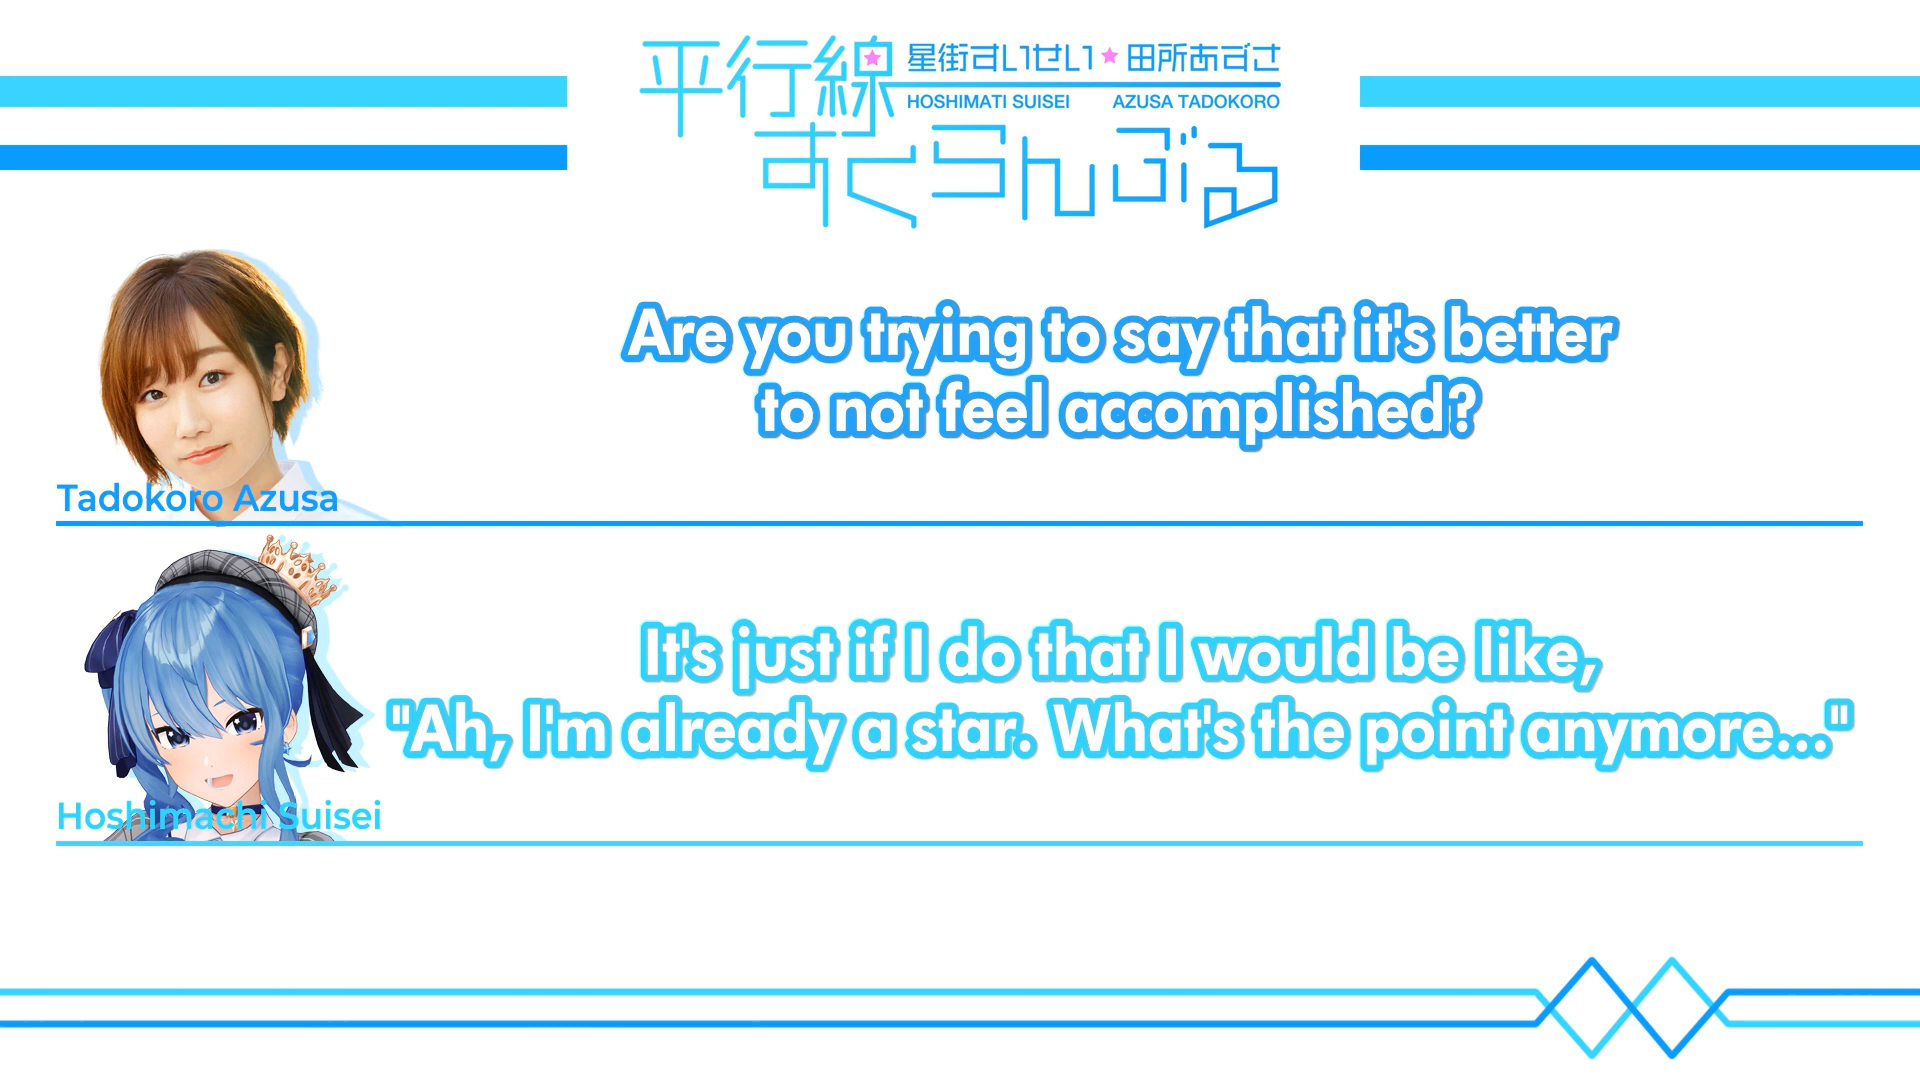 平行線
星街すいせい★田所あずさ
HOSHIMATI SUISEI AZUSA TADOKORO
すくらんぶる
Are you trying to say that it's better
to not feel accomplished?
Tadokoro Azusa
It's just if I do that I would be like,
"Ah, I'm already a star. What's the point anymore..."
Hoshimachi Suisei